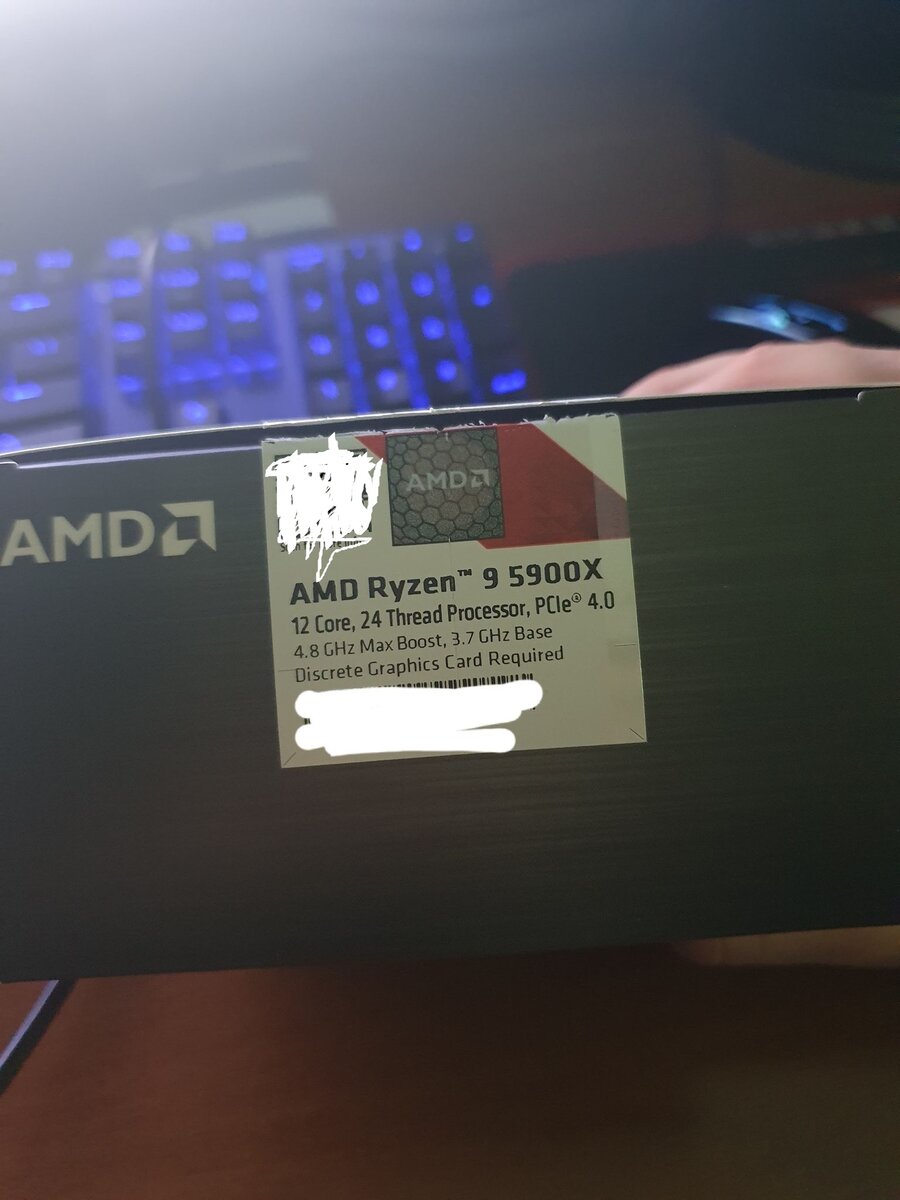 AMD
AMD
AMD Ryzen™ 9 5900X
12 Core, 24 Thread Processor, PCIe® 4.0
4.8 GHz Max Boost, 3.7 GHz Base
Discrete Graphics Card Required